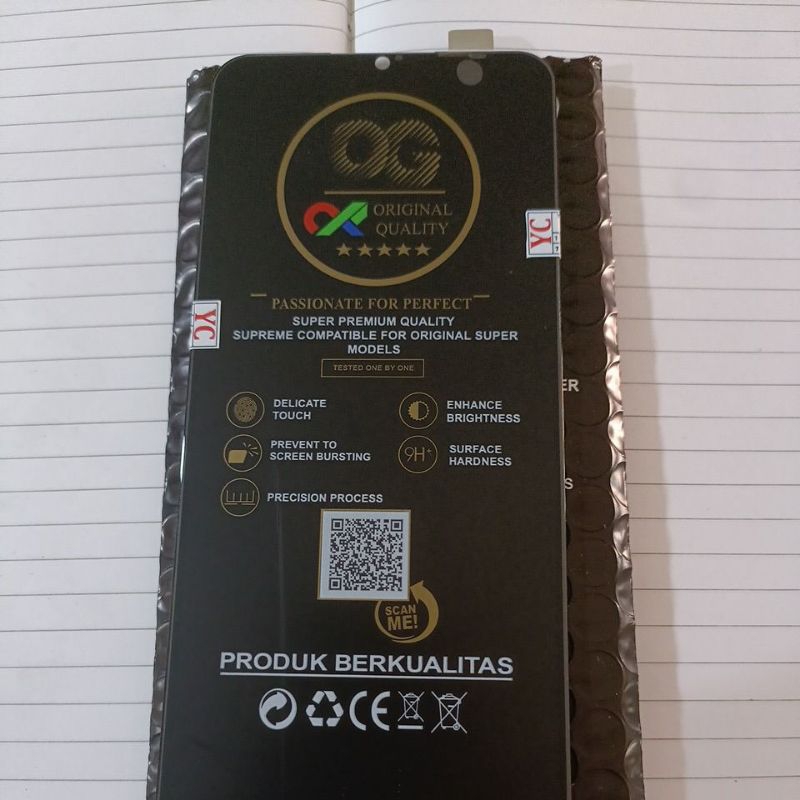 OG
ORIGINAL
QUALITY
PASSIONATE FOR PERFECT
SUPER PREMIUM QUALITY
SUPREME COMPATIBLE FOR ORIGINAL SUPER
MODELS
TESTED ONE BY ONE
DELICATE
TOUCH
ENHANCE
BRIGHTNESS
PREVENT TO
SCREEN BURSTING
9H+
SURFACE
HARDNESS
PRECISION PROCESS
SCAN
ME!
PRODUK BERKUALITAS
CE
YC
YC
ER
S